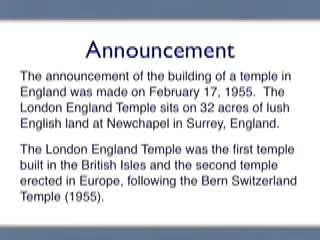 Announcement
The announcement of the building of a temple in
England was made on February 17, 1955.  The
London England Temple sits on 32 acres of lush
English land at Newchapel in Surrey, England.
The London England Temple was the first temple
built in the British Isles and the second temple
erected in Europe, following the Bern Switzerland
Temple (1955).